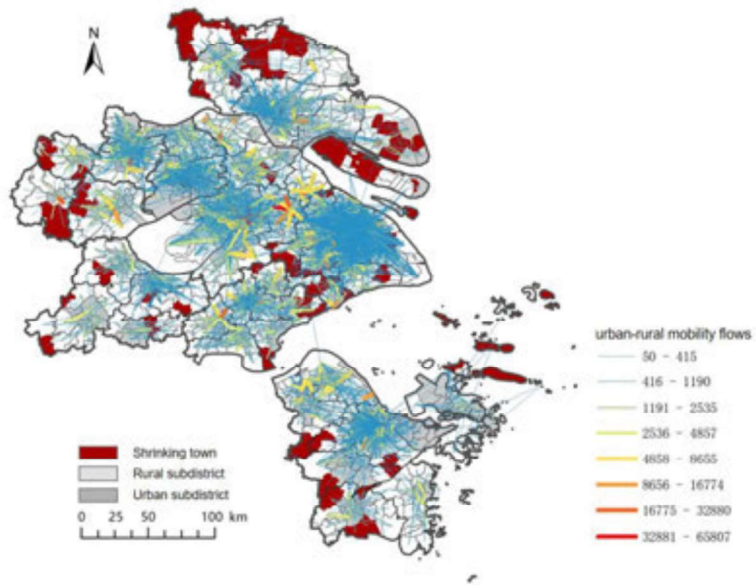 N
urban-rural mobility flows
50 - 415
416 - 1190
1191 - 2535
2536 - 4857
4858 - 8655
8656 - 16774
16775 - 32880
32881 - 65807
Shrinking town
Rural subdistrict
Urban subdistrict
0 25 50 100 km